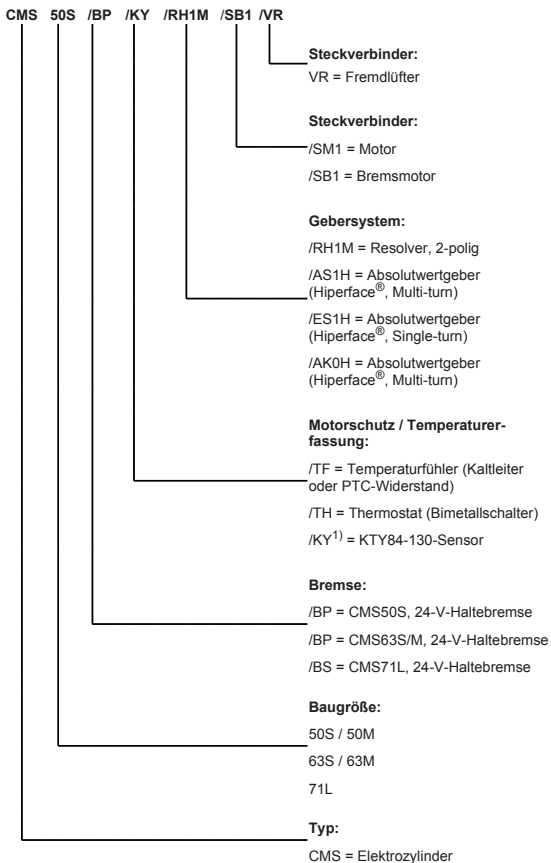 CMS 50S /BP /KY /RH1M /SB1 /VR
Steckverbinder:
VR = Fremdlüfter
Steckverbinder:
/SM1 = Motor
/SB1 = Bremsmotor
Gebersystem:
/RH1M = Resolver, 2-polig
/AS1H = Absolutwertgeber
(Hiperface®, Multi-turn)
/ES1H = Absolutwertgeber
(Hiperface®, Single-turn)
/AK0H = Absolutwertgeber
(Hiperface®, Multi-turn)
Motorschutz / Temperaturer-
fassung:
/TF = Temperaturfühler (Kaltleiter
oder PTC-Widerstand)
/TH = Thermostat (Bimetallschalter)
/KY1) = KTY84-130-Sensor
Bremse:
/BP = CMS50S, 24-V-Haltebremse
/BP = CMS63S/M, 24-V-Haltebremse
/BS = CMS71L, 24-V-Haltebremse
Baugröße:
50S / 50M
63S / 63M
71L
Typ:
CMS = Elektrozylinder